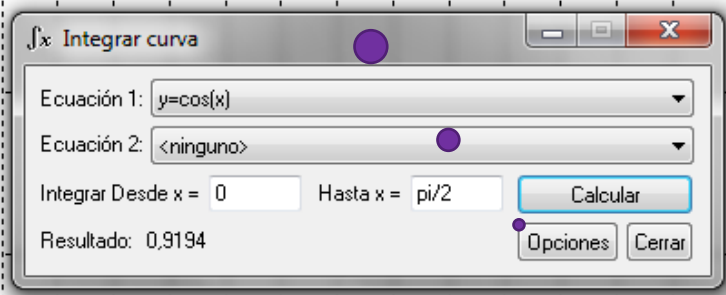 ∫x Integrar curva
Ecuación 1: y=cos(x)
Ecuación 2: <ninguno>
Integrar Desde x = 0 Hasta x = pi/2 Calcular
Resultado: 0,9194 Opciones Cerrar